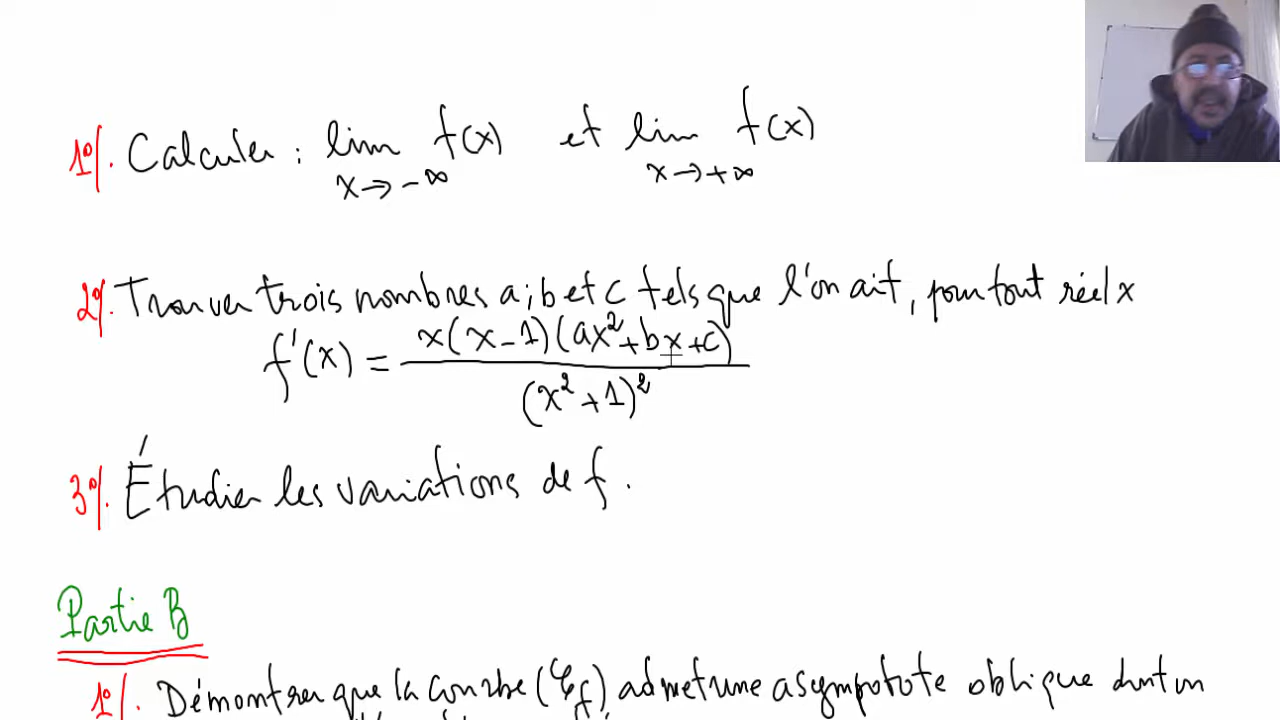 1°/. Calculer : lim f(x) et lim f(x)
x→-∞ x→+∞
2°/. Trouver trois nombres a ; b et c tels que l'on ait, pour tout réel x
f'(x) = x(x-1)(ax²+bx+c) / (x²+1)²
3°/. Étudier les variations de f.
Partie B
1°/. Démontrer que la courbe (𝒞f) admet une asymptote oblique dont on